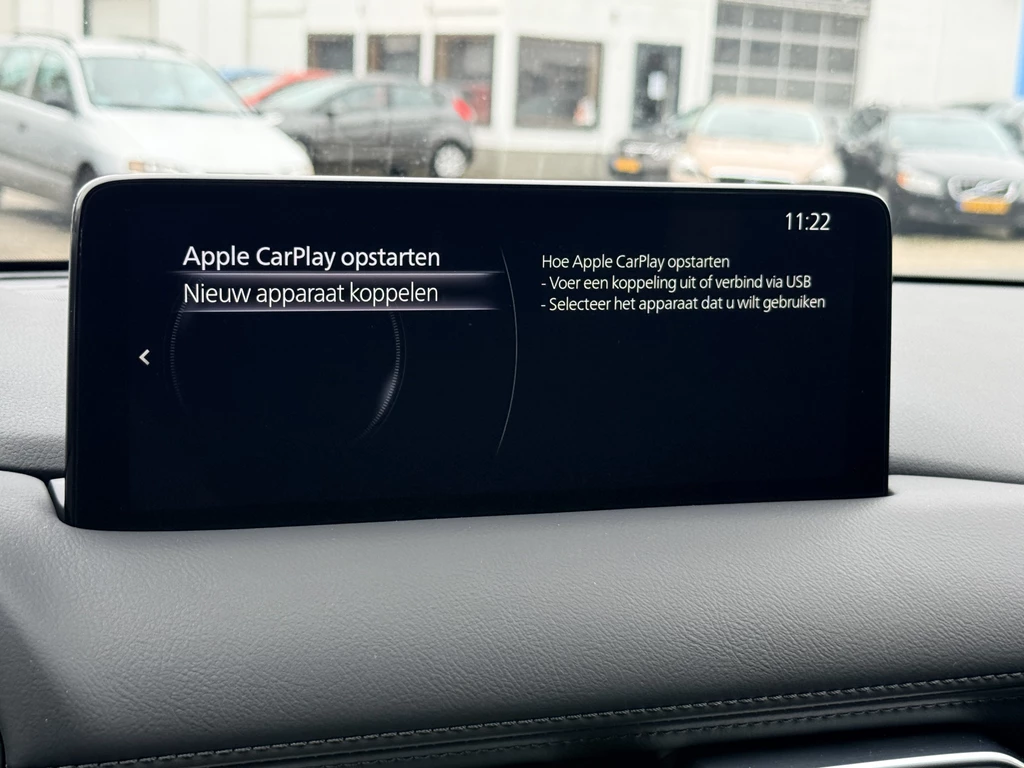 11:22
Apple CarPlay opstarten
Nieuw apparaat koppelen
Hoe Apple CarPlay opstarten
- Voer een koppeling uit of verbind via USB
- Selecteer het apparaat dat u wilt gebruiken